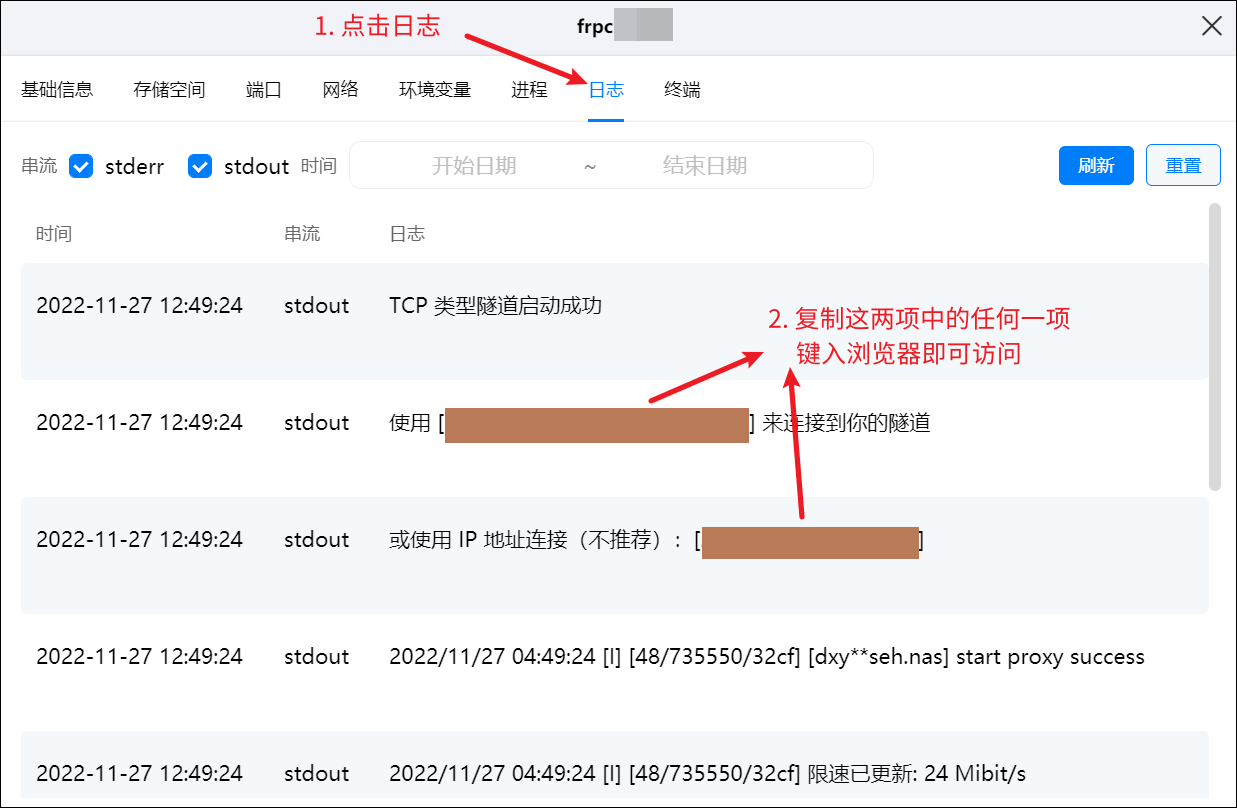 1. 点击日志
frpc
基础信息 存储空间 端口 网络 环境变量 进程 日志 终端
串流 stderr stdout 时间 开始日期 ~ 结束日期 刷新 重置
时间 串流 日志
2022-11-27 12:49:24 stdout TCP 类型隧道启动成功
2. 复制这两项中的任何一项
键入浏览器即可访问
2022-11-27 12:49:24 stdout 使用 [ ] 来连接到你的隧道
2022-11-27 12:49:24 stdout 或使用 IP 地址连接（不推荐）：[ ]
2022-11-27 12:49:24 stdout 2022/11/27 04:49:24 [I] [48/735550/32cf] [dxy**seh.nas] start proxy success
2022-11-27 12:49:24 stdout 2022/11/27 04:49:24 [I] [48/735550/32cf] 限速已更新: 24 Mibit/s